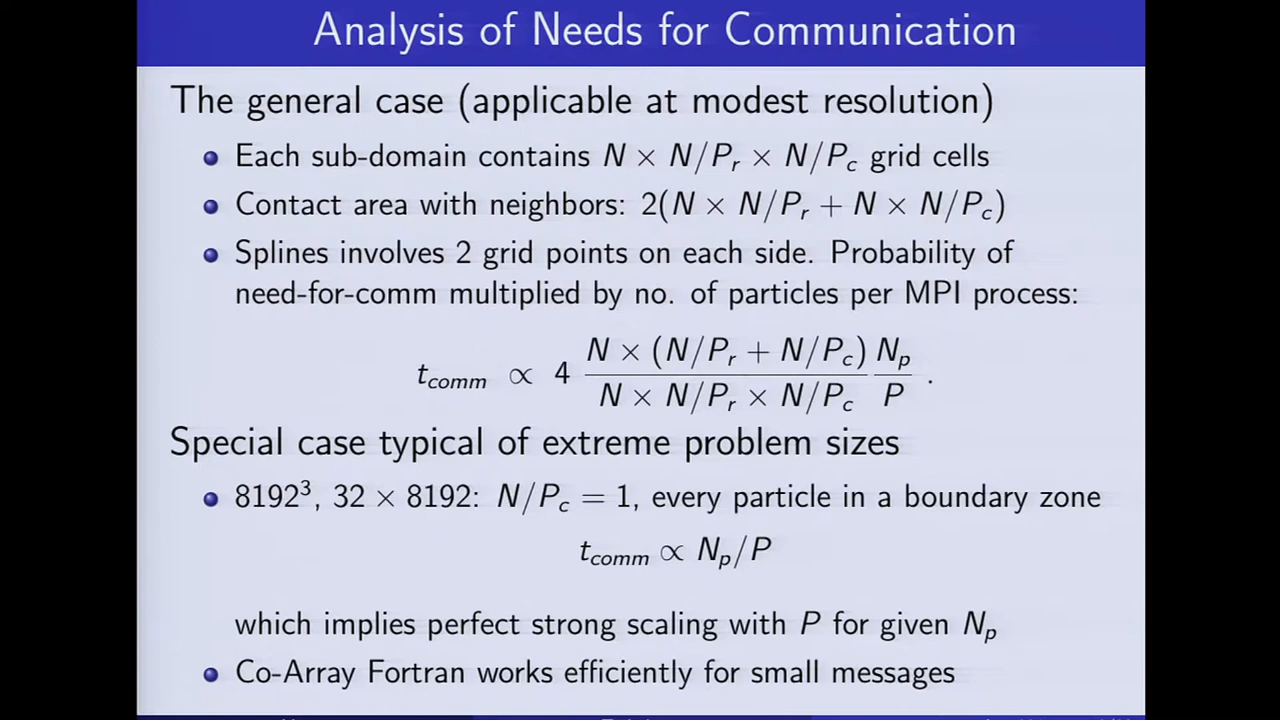 Analysis of Needs for Communication
The general case (applicable at modest resolution)
Each sub-domain contains N × N/P_r × N/P_c grid cells
Contact area with neighbors: 2(N × N/P_r + N × N/P_c)
Splines involves 2 grid points on each side. Probability of
need-for-comm multiplied by no. of particles per MPI process:
t_comm ∝ 4 \frac{N × (N/P_r + N/P_c)}{N × N/P_r × N/P_c} \frac{N_p}{P} .
Special case typical of extreme problem sizes
8192³, 32 × 8192: N/P_c = 1, every particle in a boundary zone
t_comm ∝ N_p/P
which implies perfect strong scaling with P for given N_p
Co-Array Fortran works efficiently for small messages